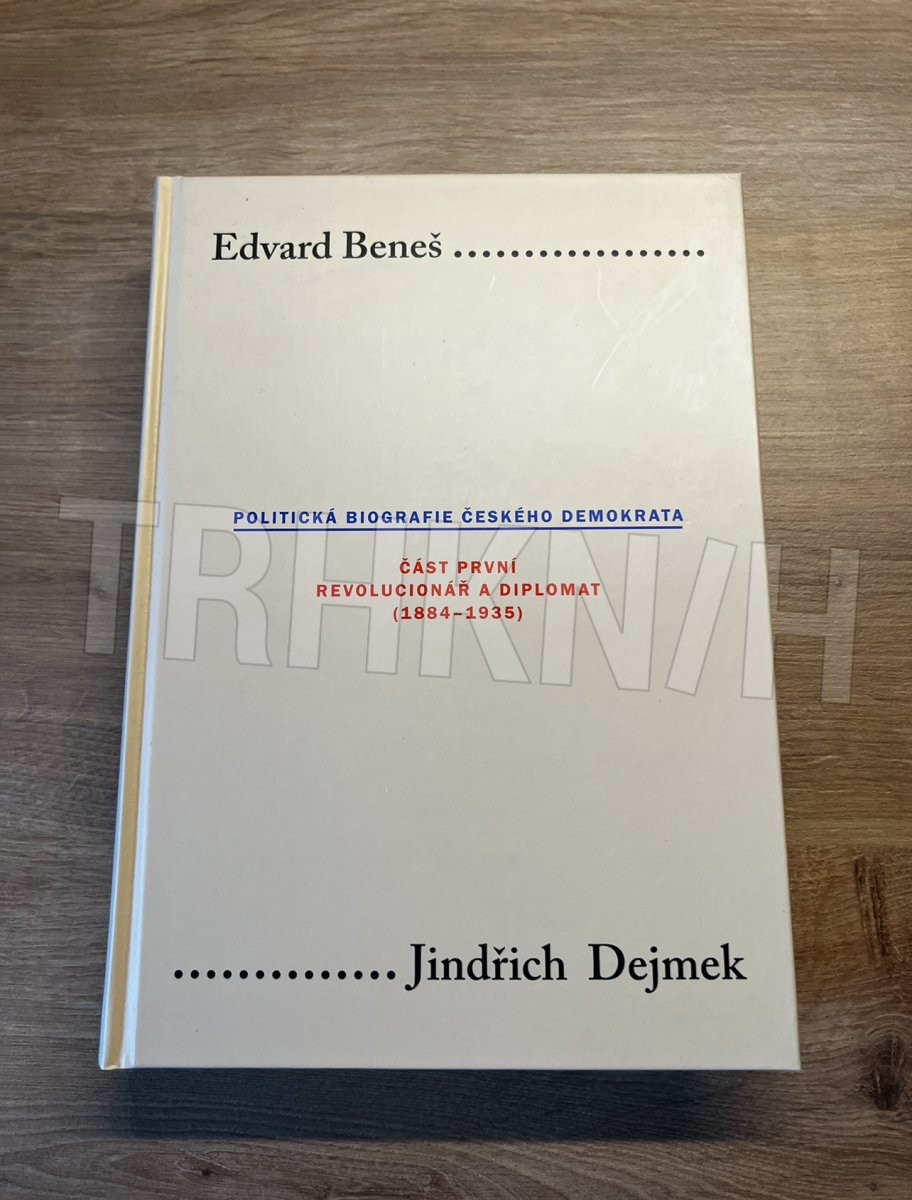 Edvard Beneš ..................
POLITICKÁ BIOGRAFIE ČESKÉHO DEMOKRATA
ČÁST PRVNÍ
REVOLUCIONÁŘ A DIPLOMAT
(1884–1935)
TRHKNIH
.............. Jindřich Dejmek